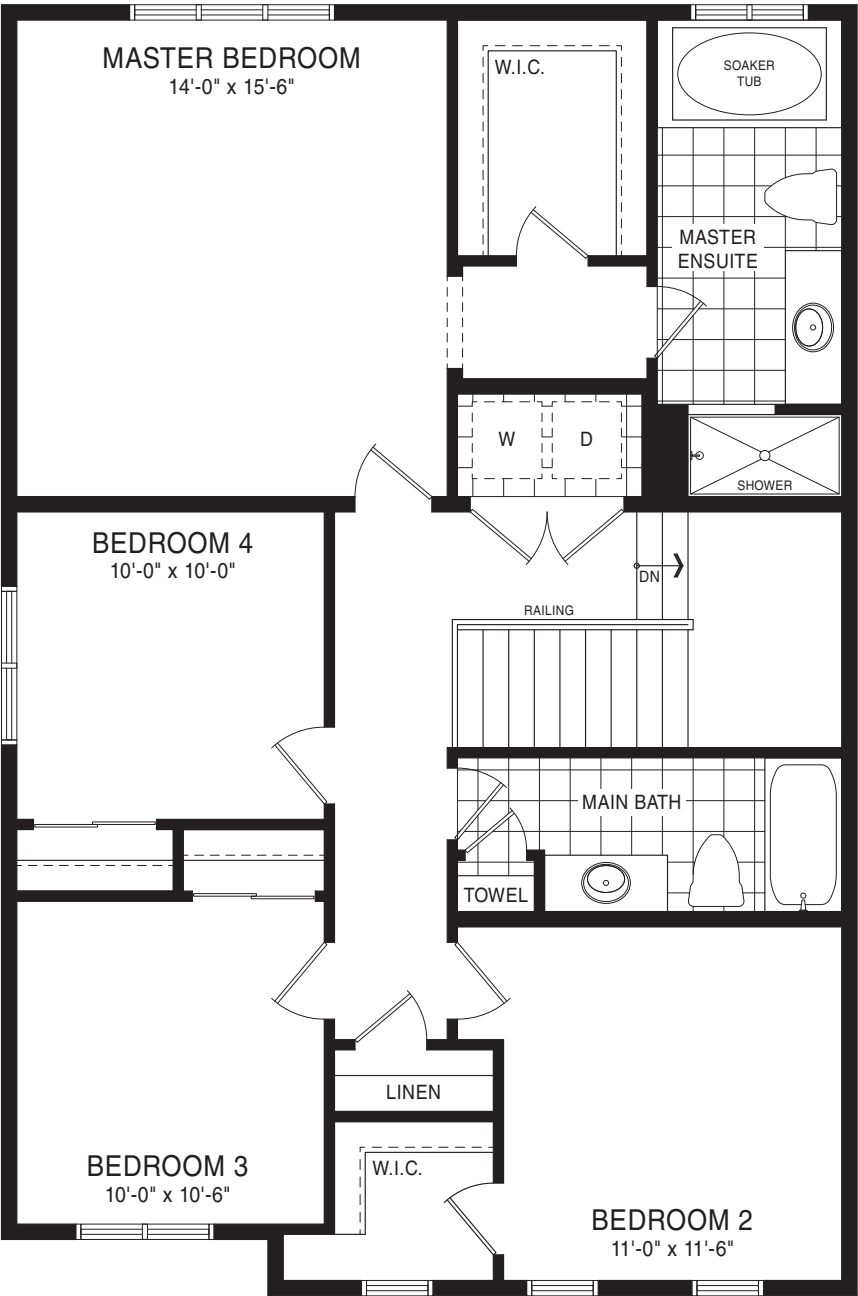 MASTER BEDROOM
14'-0" x 15'-6"
W.I.C.
SOAKER
TUB
MASTER
ENSUITE
W
D
SHOWER
BEDROOM 4
10'-0" x 10'-0"
DN
RAILING
MAIN BATH
TOWEL
LINEN
BEDROOM 3
10'-0" x 10'-6"
W.I.C.
BEDROOM 2
11'-0" x 11'-6"